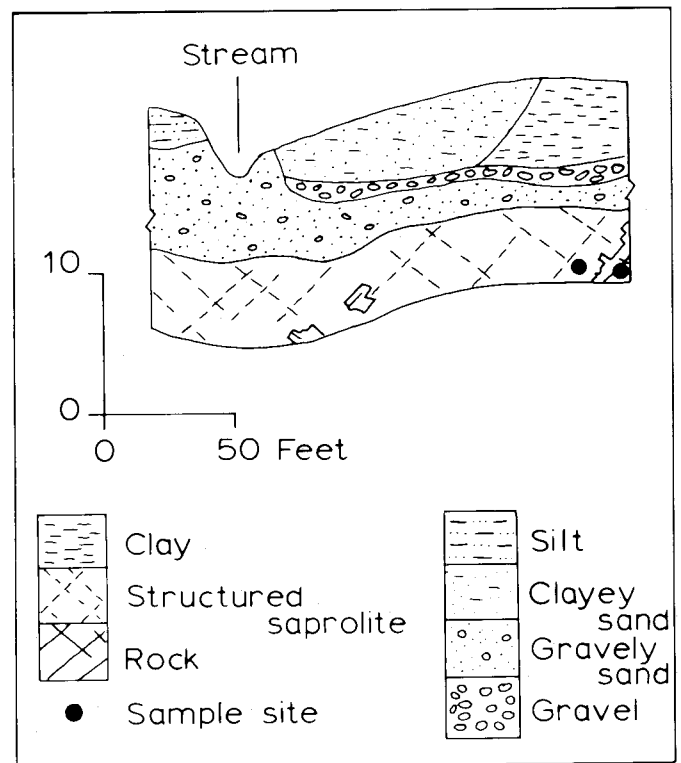 Stream
10
0
0
50 Feet
Clay
Structured
saprolite
Rock
Sample site
Silt
Clayey
sand
Gravely
sand
Gravel